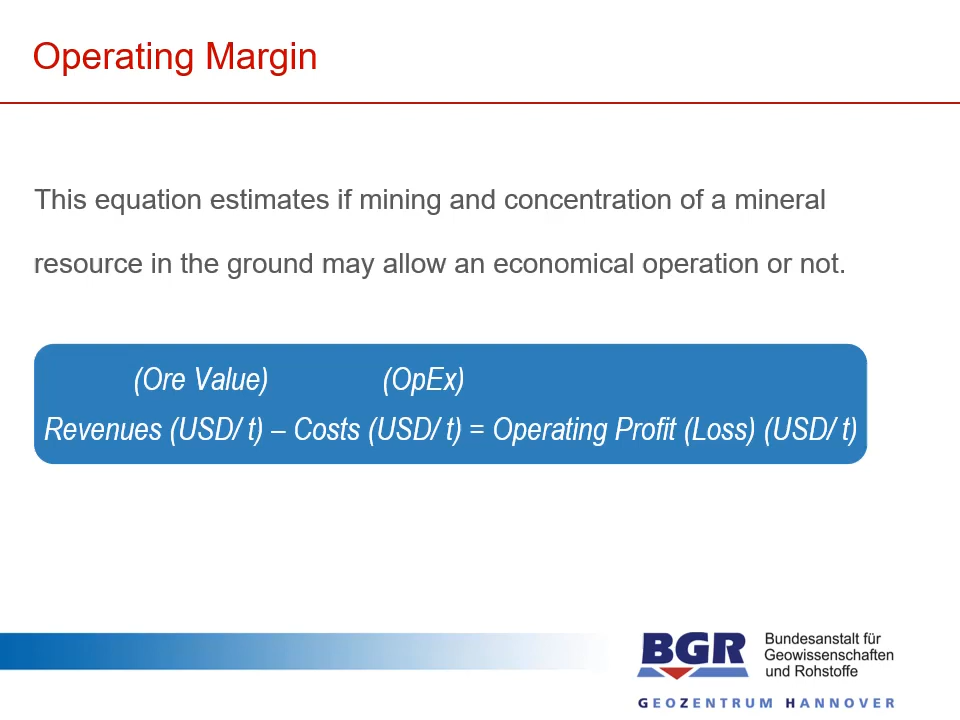 Operating Margin
This equation estimates if mining and concentration of a mineral
resource in the ground may allow an economical operation or not.
(Ore Value) (OpEx)
Revenues (USD/ t) – Costs (USD/ t) = Operating Profit (Loss) (USD/ t)
BGR
Bundesanstalt für
Geowissenschaften
und Rohstoffe
GEOZENTRUM HANNOVER